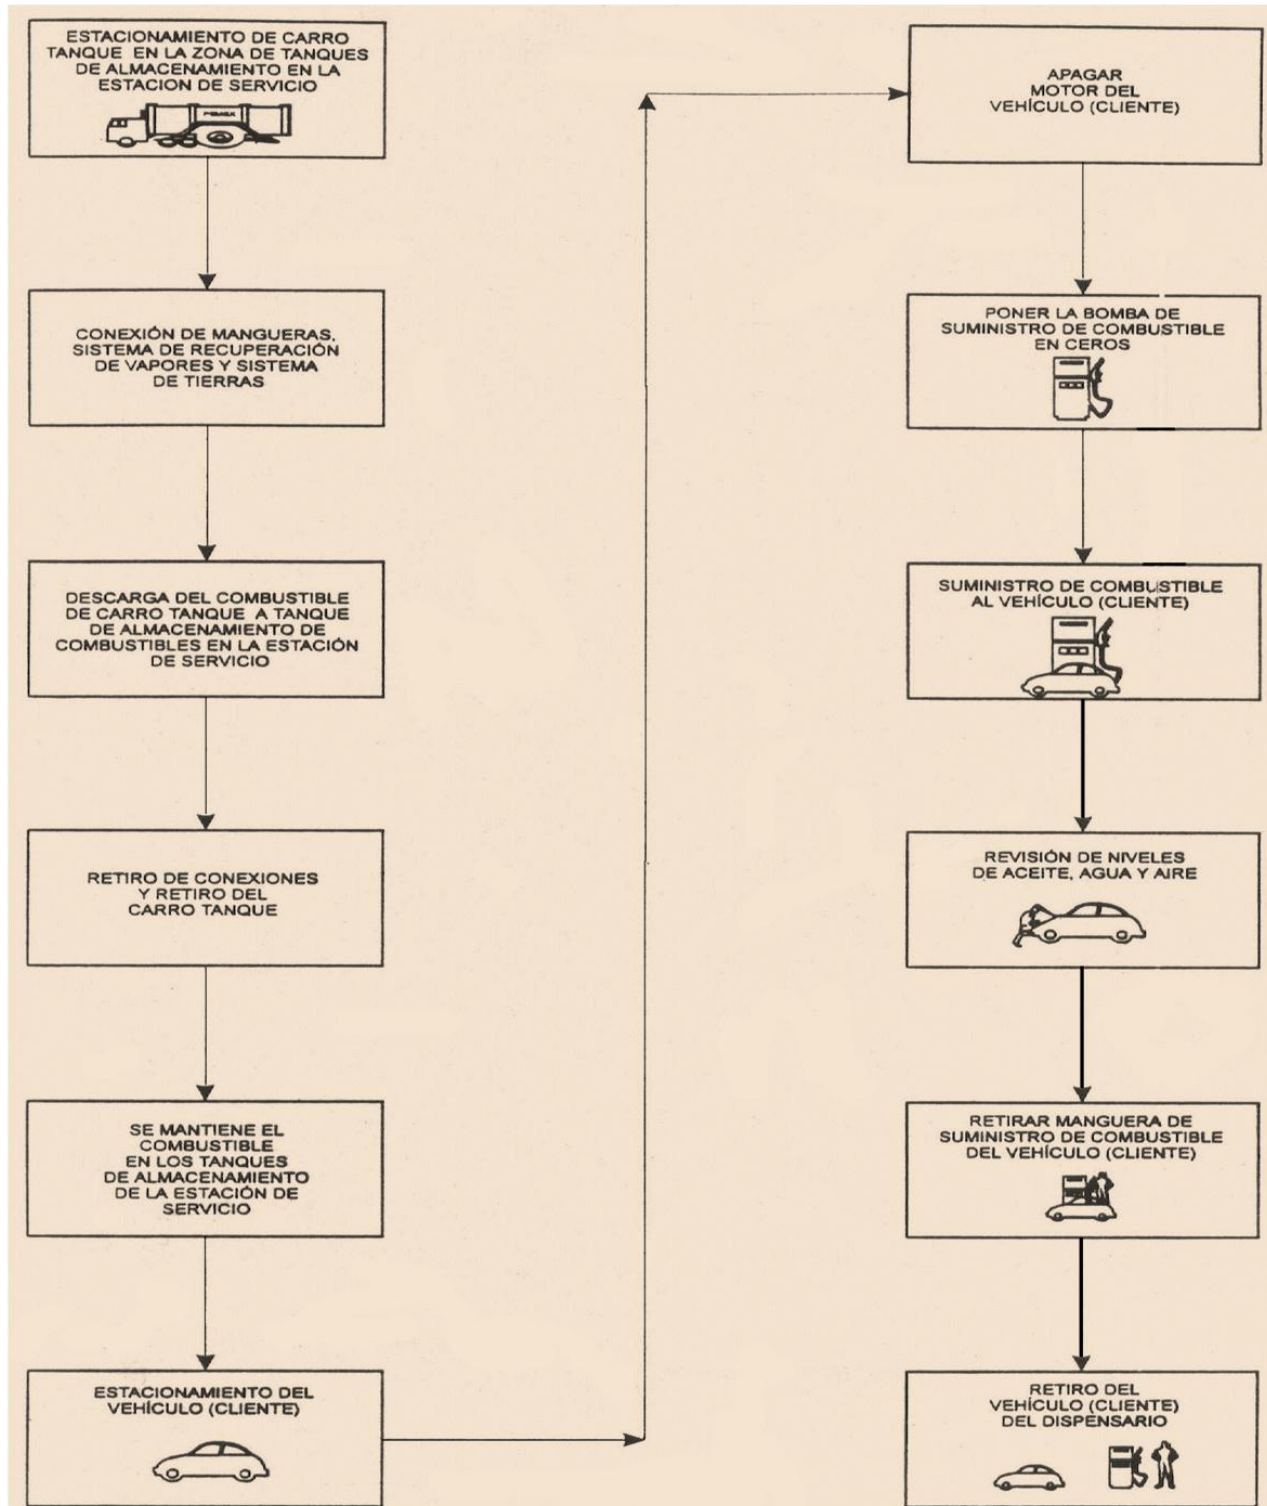 ESTACIONAMIENTO DE CARRO
TANQUE EN LA ZONA DE TANQUES
DE ALMACENAMIENTO EN LA
ESTACION DE SERVICIO
PEMEX
CONEXIÓN DE MANGUERAS,
SISTEMA DE RECUPERACIÓN
DE VAPORES Y SISTEMA
DE TIERRAS
DESCARGA DEL COMBUSTIBLE
DE CARRO TANQUE A TANQUE
DE ALMACENAMIENTO DE
COMBUSTIBLES EN LA ESTACIÓN
DE SERVICIO
RETIRO DE CONEXIONES
Y RETIRO DEL
CARRO TANQUE
SE MANTIENE EL
COMBUSTIBLE
EN LOS TANQUES
DE ALMACENAMIENTO
DE LA ESTACIÓN DE
SERVICIO
ESTACIONAMIENTO DEL
VEHÍCULO (CLIENTE)
APAGAR
MOTOR DEL
VEHÍCULO (CLIENTE)
PONER LA BOMBA DE
SUMINISTRO DE COMBUSTIBLE
EN CEROS
SUMINISTRO DE COMBUSTIBLE
AL VEHÍCULO (CLIENTE)
REVISIÓN DE NIVELES
DE ACEITE, AGUA Y AIRE
RETIRAR MANGUERA DE
SUMINISTRO DE COMBUSTIBLE
DEL VEHÍCULO (CLIENTE)
RETIRO DEL
VEHÍCULO (CLIENTE)
DEL DISPENSARIO